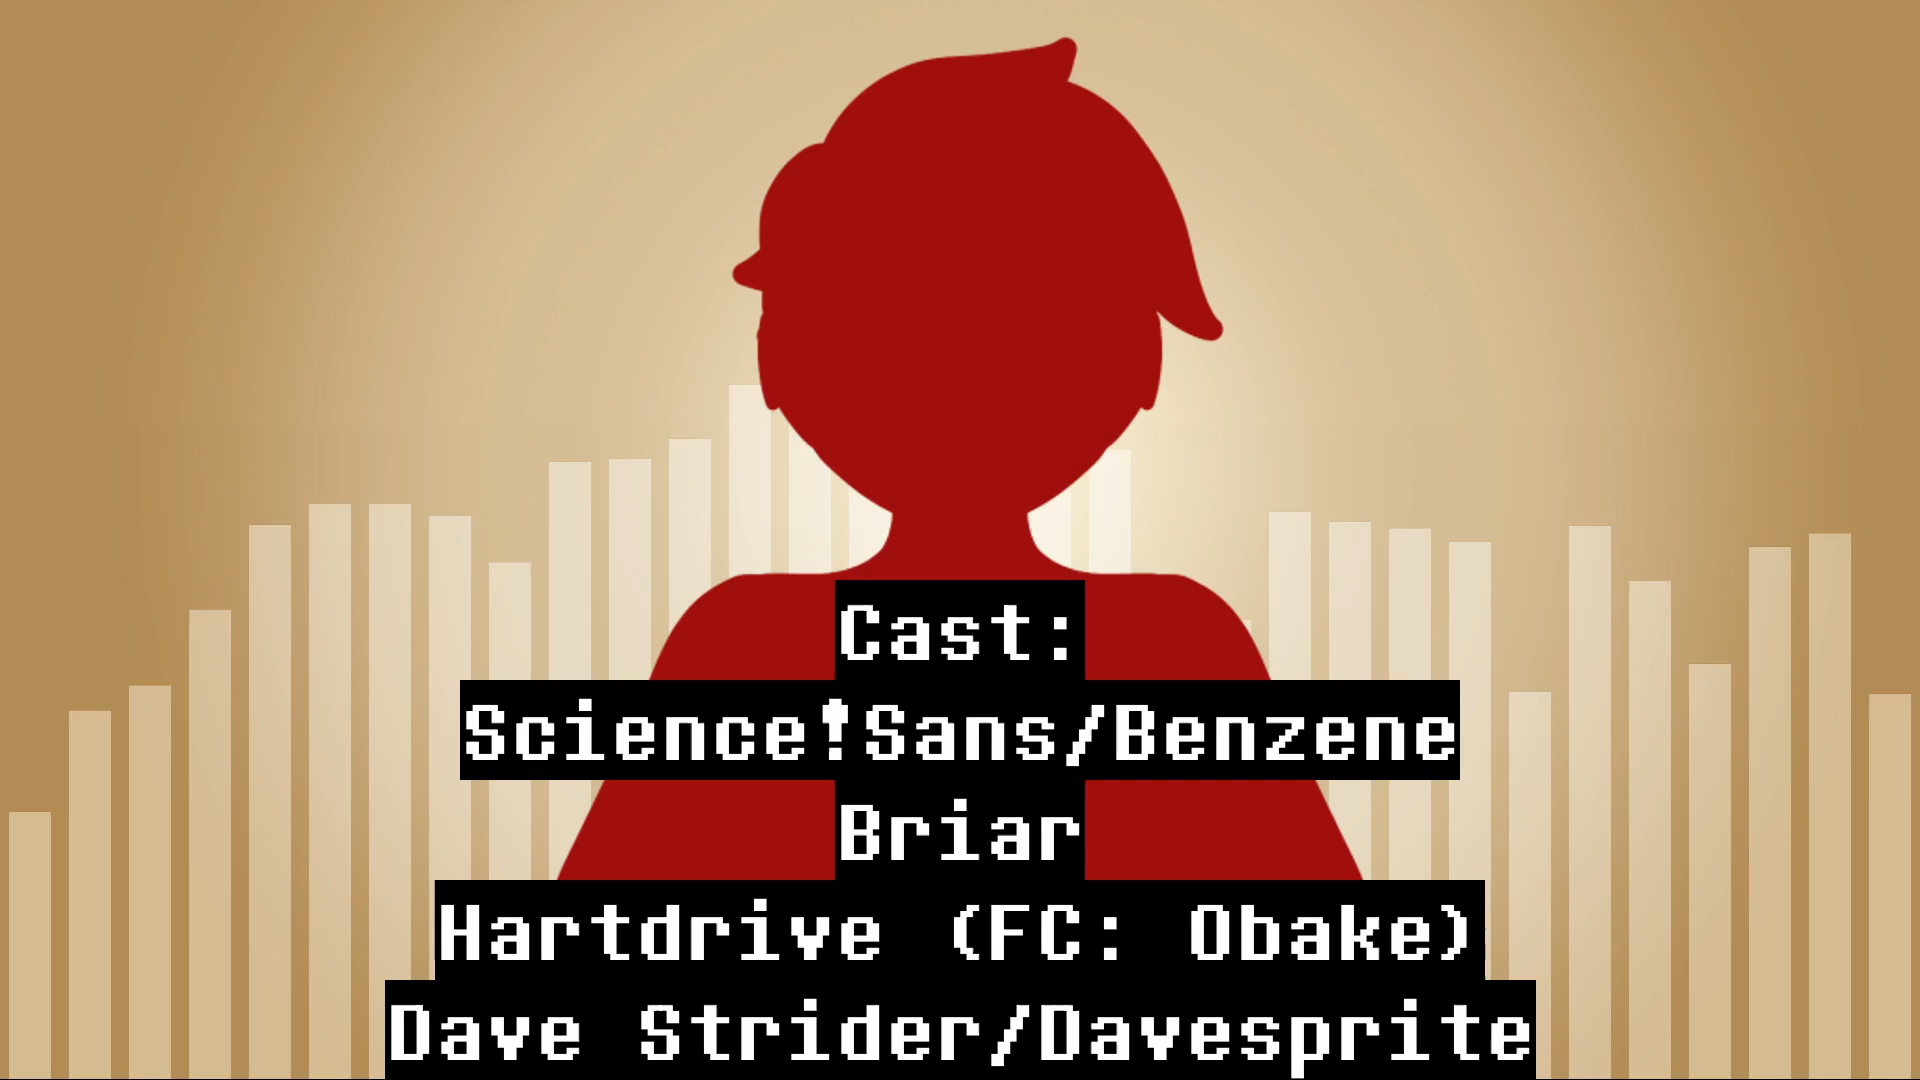 Cast:
Science!Sans/Benzene
Briar
Hartdrive (FC: Obake)
Dave Strider/Davesprite